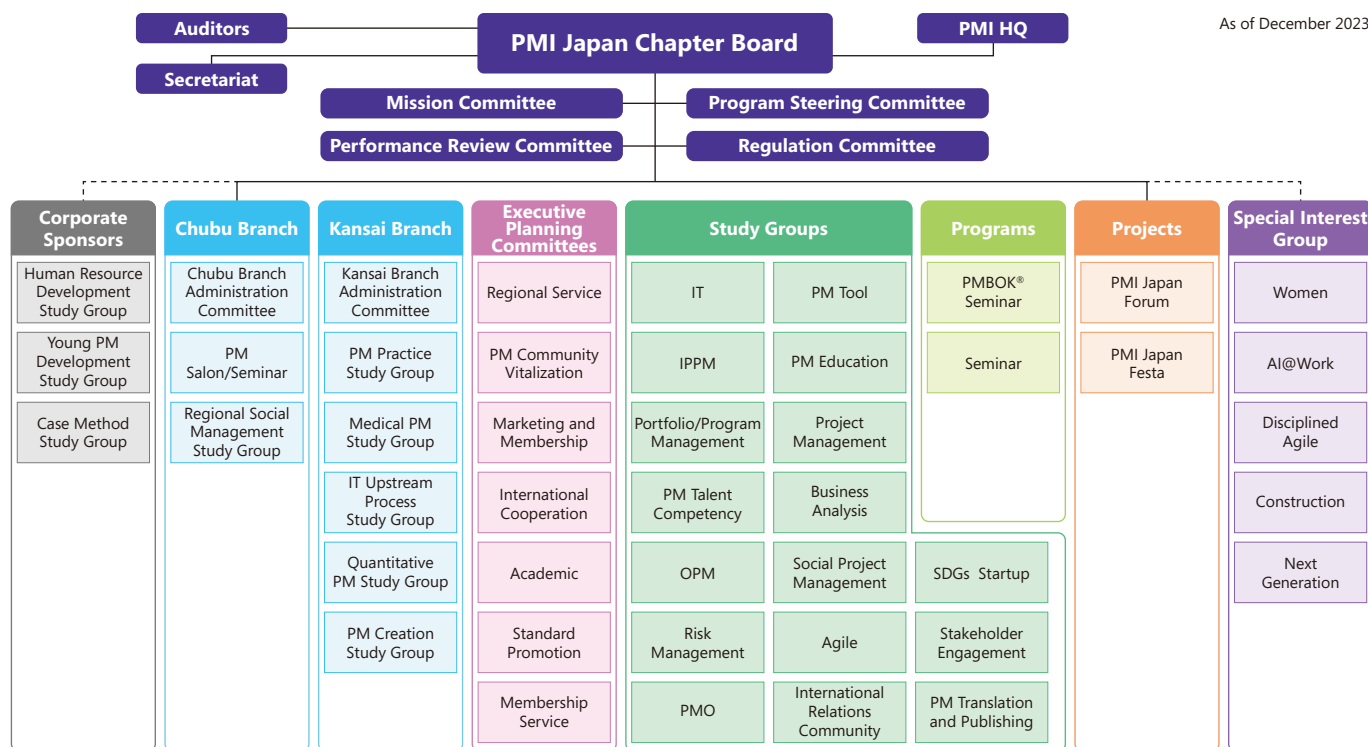 As of December 2023
Auditors
PMI Japan Chapter Board
PMI HQ
Secretariat
Mission Committee
Program Steering Committee
Performance Review Committee
Regulation Committee
Corporate
Sponsors
Human Resource
Development
Study Group
Young PM
Development
Study Group
Case Method
Study Group
Chubu Branch
Chubu Branch
Administration
Committee
PM
Salon/Seminar
Regional Social
Management
Study Group
Kansai Branch
Kansai Branch
Administration
Committee
PM Practice
Study Group
Medical PM
Study Group
IT Upstream
Process
Study Group
Quantitative
PM Study Group
PM Creation
Study Group
Executive
Planning
Committees
Regional Service
PM Community
Vitalization
Marketing and
Membership
International
Cooperation
Academic
Standard
Promotion
Membership
Service
Study Groups
IT
PM Tool
IPPM
PM Education
Portfolio/Program
Management
Project
Management
PM Talent
Competency
Business
Analysis
OPM
Social Project
Management
SDGs Startup
Risk
Management
Agile
Stakeholder
Engagement
PMO
International
Relations
Community
PM Translation
and Publishing
Programs
PMBOK®
Seminar
Seminar
Projects
PMI Japan
Forum
PMI Japan
Festa
Special Interest
Group
Women
AI@Work
Disciplined
Agile
Construction
Next
Generation